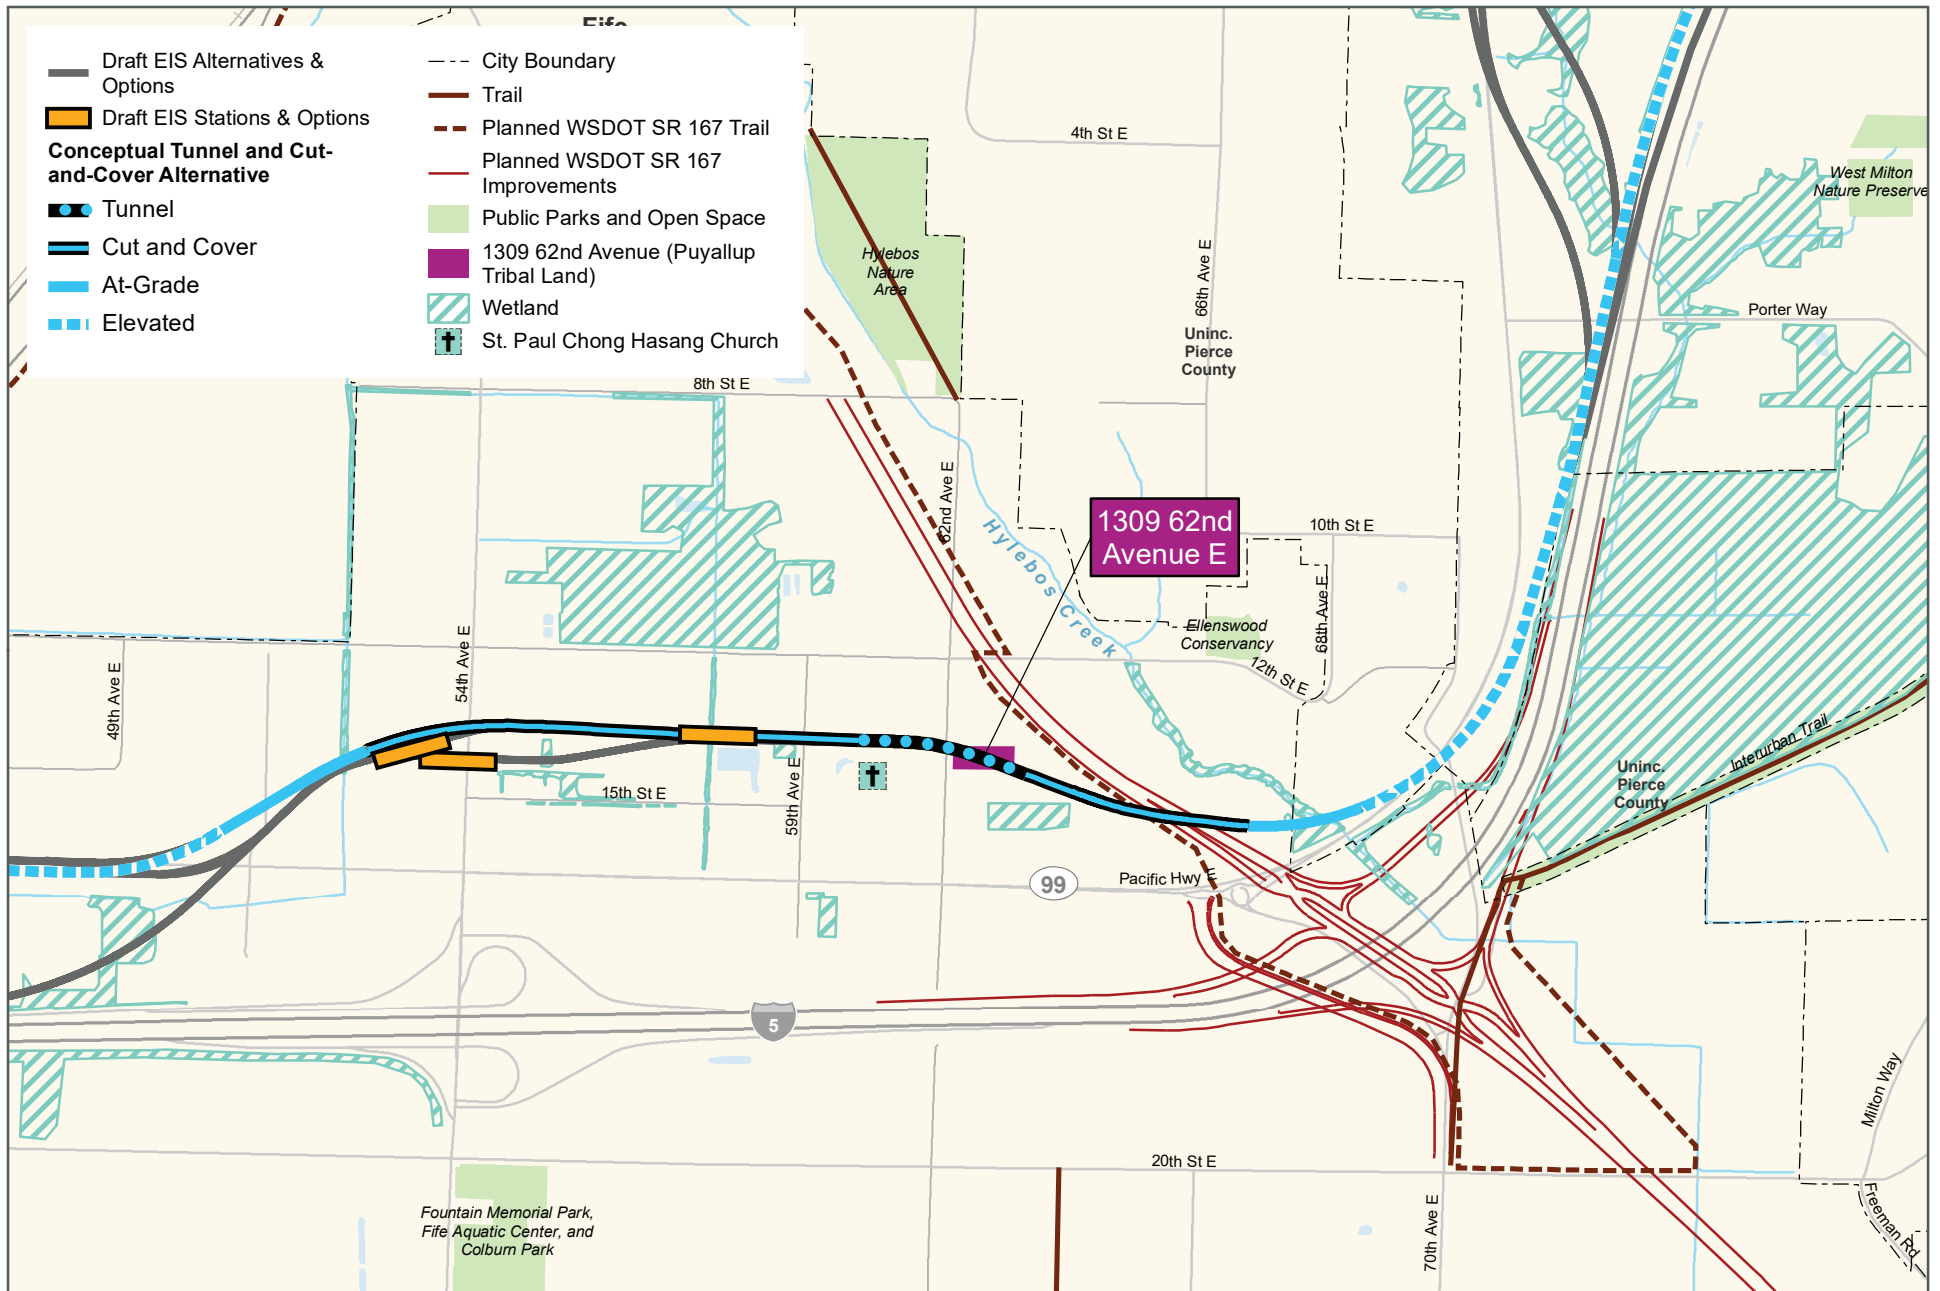 Fife
Draft EIS Alternatives &
Options
Draft EIS Stations & Options
Conceptual Tunnel and Cut-
and-Cover Alternative
Tunnel
Cut and Cover
At-Grade
Elevated
City Boundary
Trail
Planned WSDOT SR 167 Trail
Planned WSDOT SR 167
Improvements
Public Parks and Open Space
1309 62nd Avenue (Puyallup
Tribal Land)
Wetland
St. Paul Chong Hasang Church
4th St E
West Milton
Nature Preserve
Hylebos
Nature
Area
66th Ave E
Porter Way
Uninc.
Pierce
County
8th St E
62nd Ave E
1309 62nd
Avenue E
10th St E
Hylebos Creek
Ellenswood
Conservancy
68th Ave E
12th St E
49th Ave E
54th Ave E
Interurban Trail
Uninc.
Pierce
County
15th St E
59th Ave E
99
Pacific Hwy E
5
Milton Way
20th St E
Fountain Memorial Park,
Fife Aquatic Center, and
Colburn Park
70th Ave E
Freeman Rd